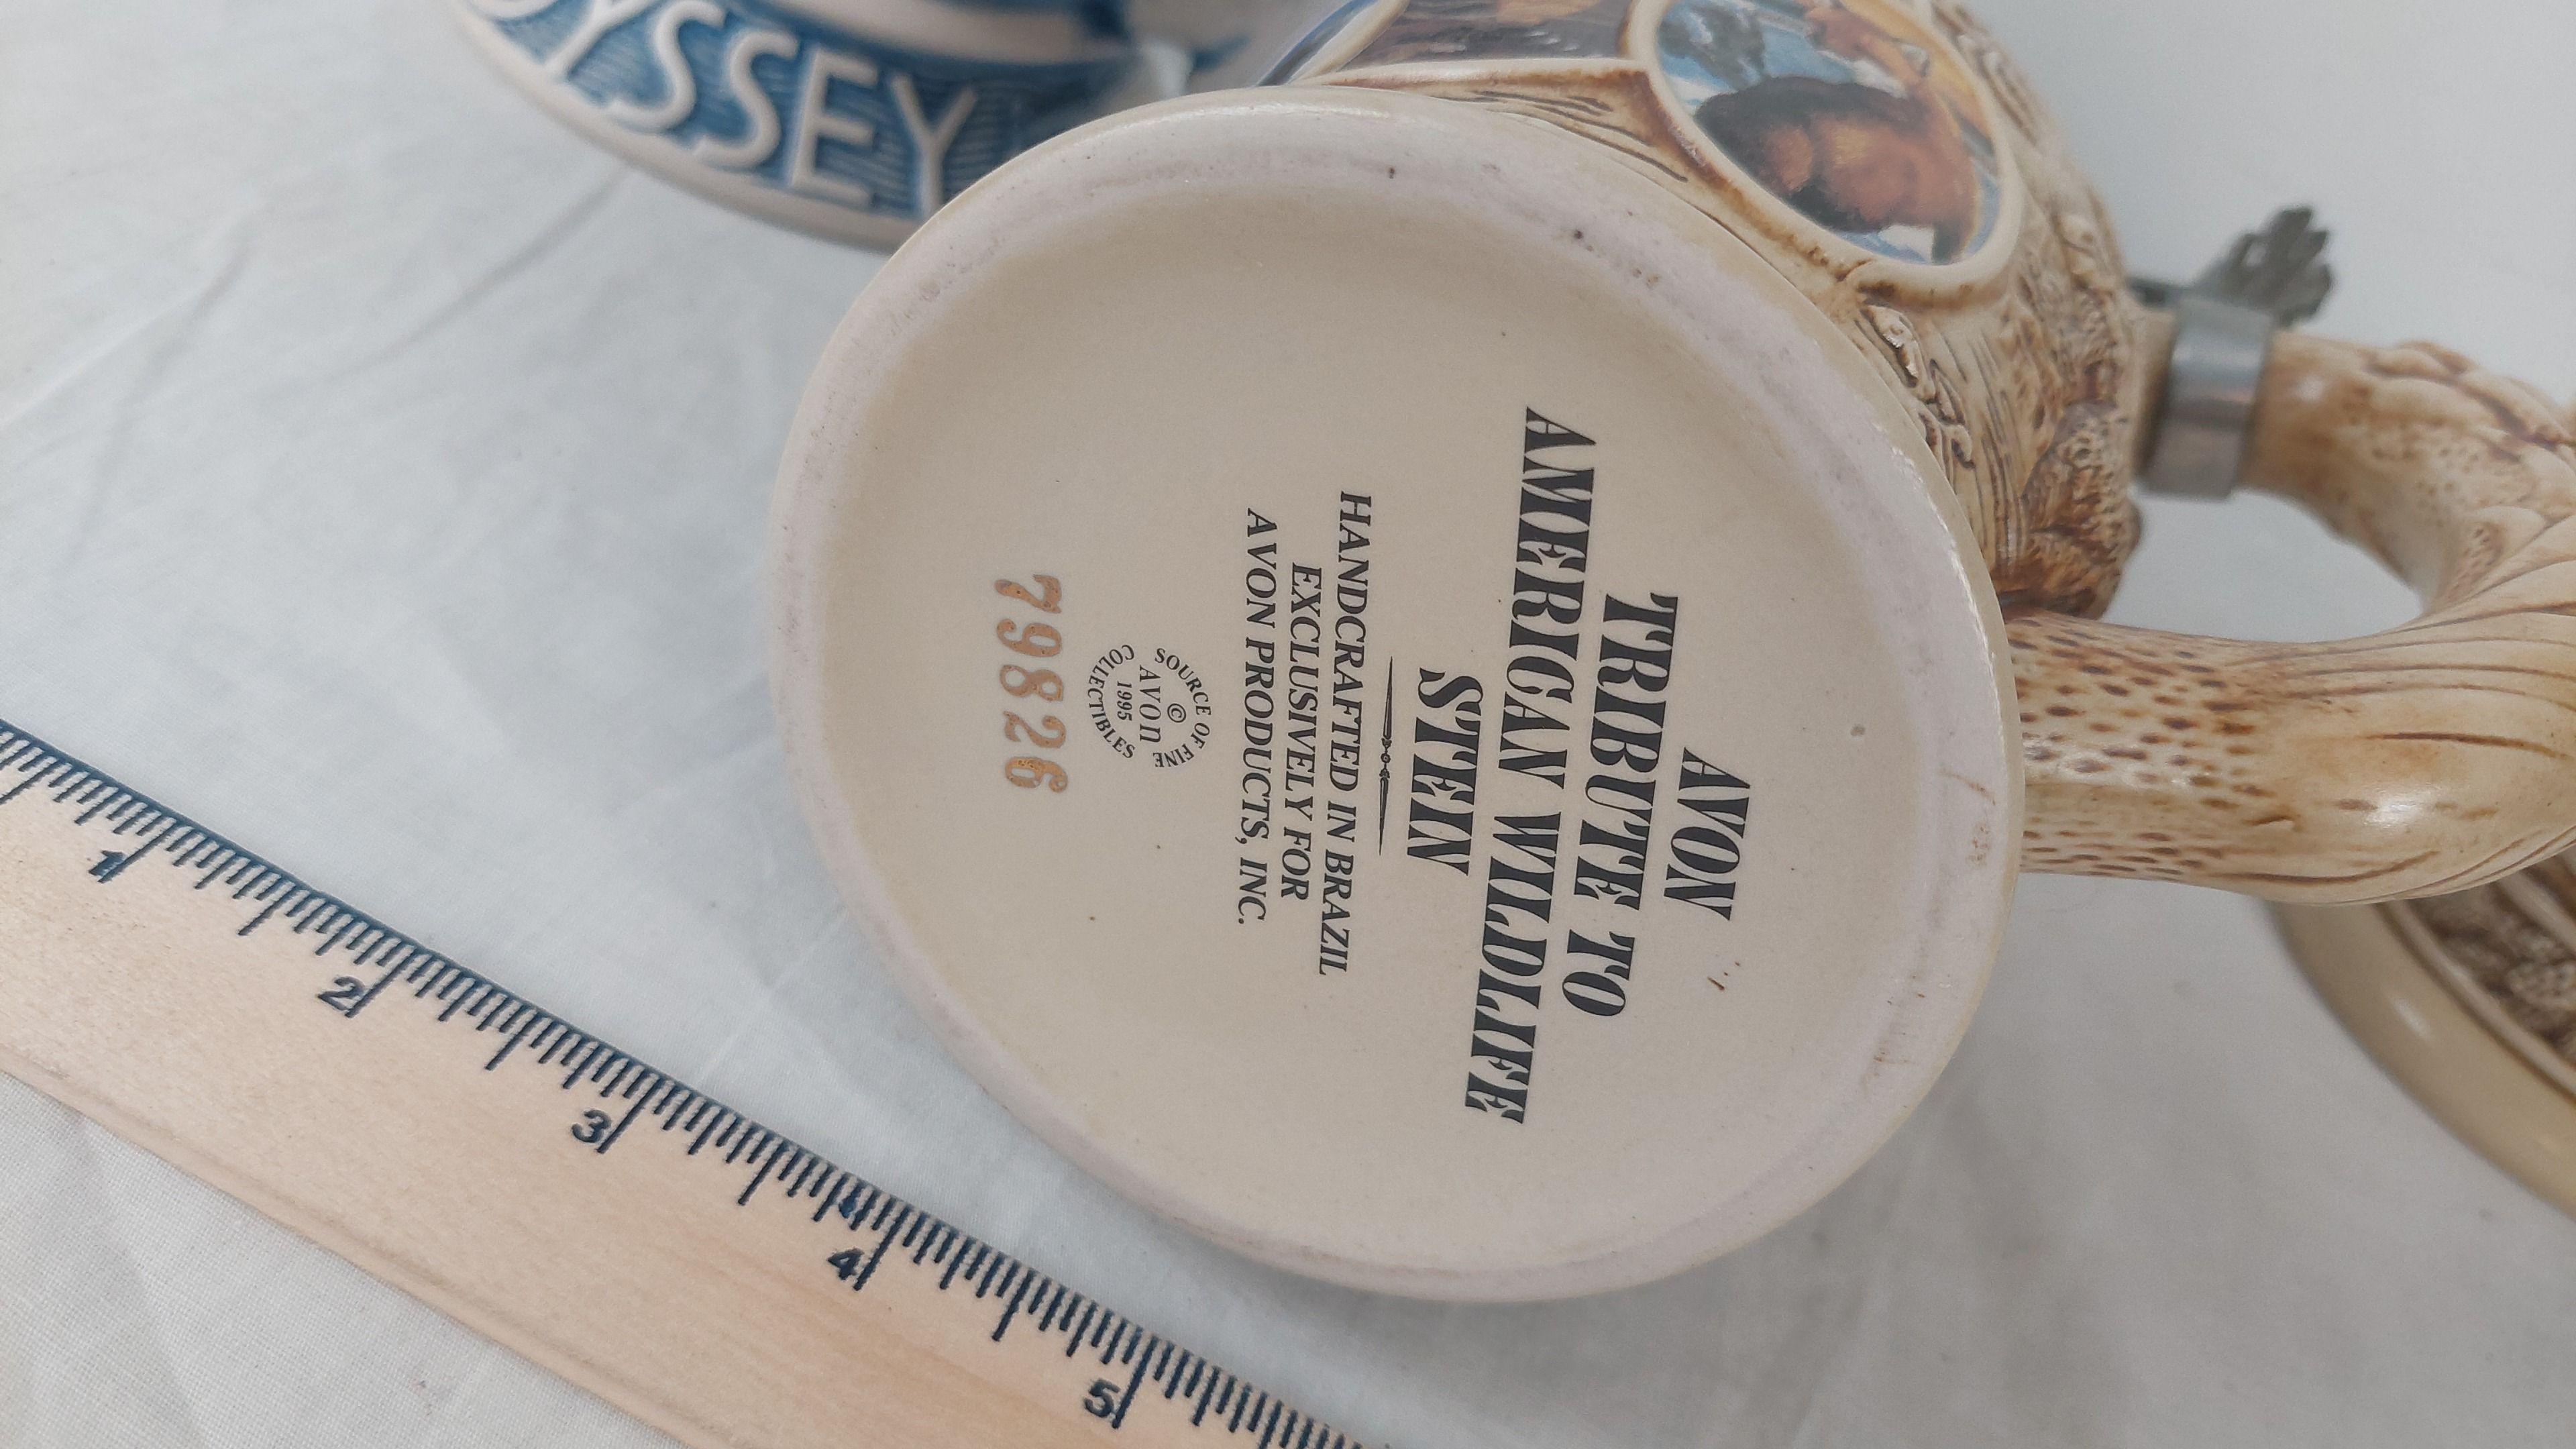 AVON
TRIBUTE TO
AMERICAN WILDLIFE
STEIN
HANDCRAFTED IN BRAZIL
EXCLUSIVELY FOR
AVON PRODUCTS, INC.
SOURCE OF FINE
©
AVON
1995
COLLECTIBLES
79826
YSSEY
1
2
3
4
5